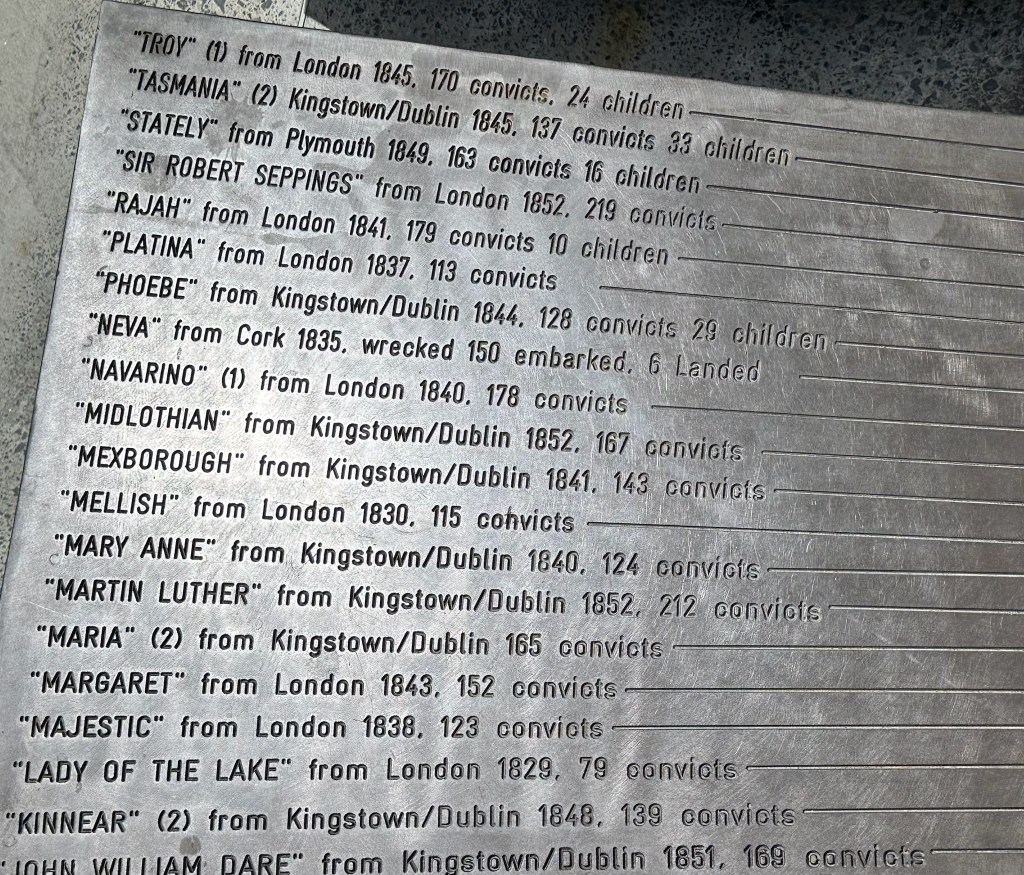 "TROY" (1) from London 1845. 170 convicts. 24 children
"TASMANIA" (2) Kingstown/Dublin 1845. 137 convicts 33 children
"STATELY" from Plymouth 1849. 163 convicts 16 children
"SIR ROBERT SEPPINGS" from London 1852. 219 convicts
"RAJAH" from London 1841. 179 convicts 10 children
"PLATINA" from London 1837. 113 convicts
"PHOEBE" from Kingstown/Dublin 1844. 128 convicts 29 children
"NEVA" from Cork 1835. wrecked 150 embarked. 6 Landed
"NAVARINO" (1) from London 1840. 178 convicts
"MIDLOTHIAN" from Kingstown/Dublin 1852. 167 convicts
"MEXBOROUGH" from Kingstown/Dublin 1841. 143 convicts
"MELLISH" from London 1830. 115 convicts
"MARY ANNE" from Kingstown/Dublin 1840. 124 convicts
"MARTIN LUTHER" from Kingstown/Dublin 1852. 212 convicts
"MARIA" (2) from Kingstown/Dublin 165 convicts
"MARGARET" from London 1843. 152 convicts
"MAJESTIC" from London 1838. 123 convicts
"LADY OF THE LAKE" from London 1829. 79 convicts
"KINNEAR" (2) from Kingstown/Dublin 1848. 139 convicts
"JOHN WILLIAM DARE" from Kingstown/Dublin 1851. 169 convicts